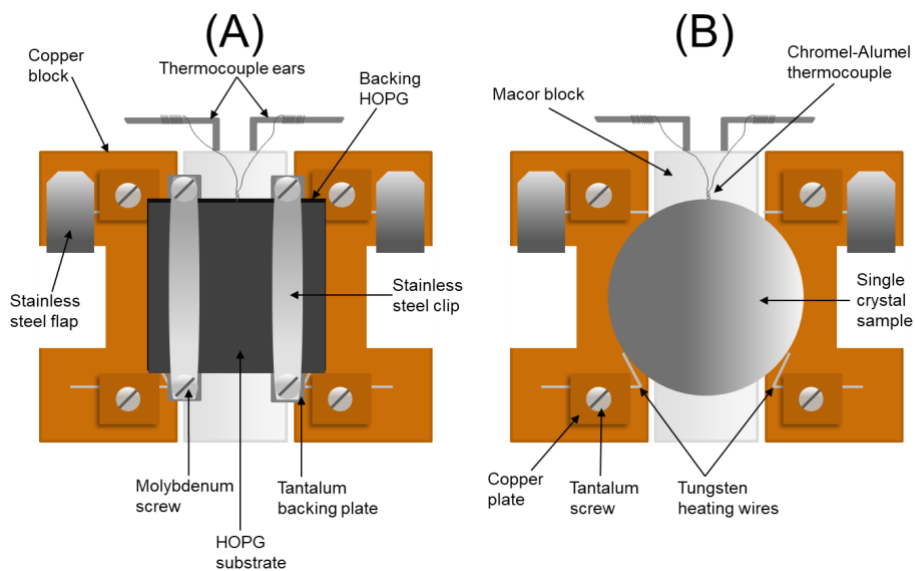 (A)
(B)
Copper
block
Thermocouple ears
Backing
HOPG
Macor block
Chromel-Alumel
thermocouple
Stainless
steel flap
Stainless
steel clip
Single
crystal
sample
Molybdenum
screw
Tantalum
backing plate
HOPG
substrate
Copper
plate
Tantalum
screw
Tungsten
heating wires